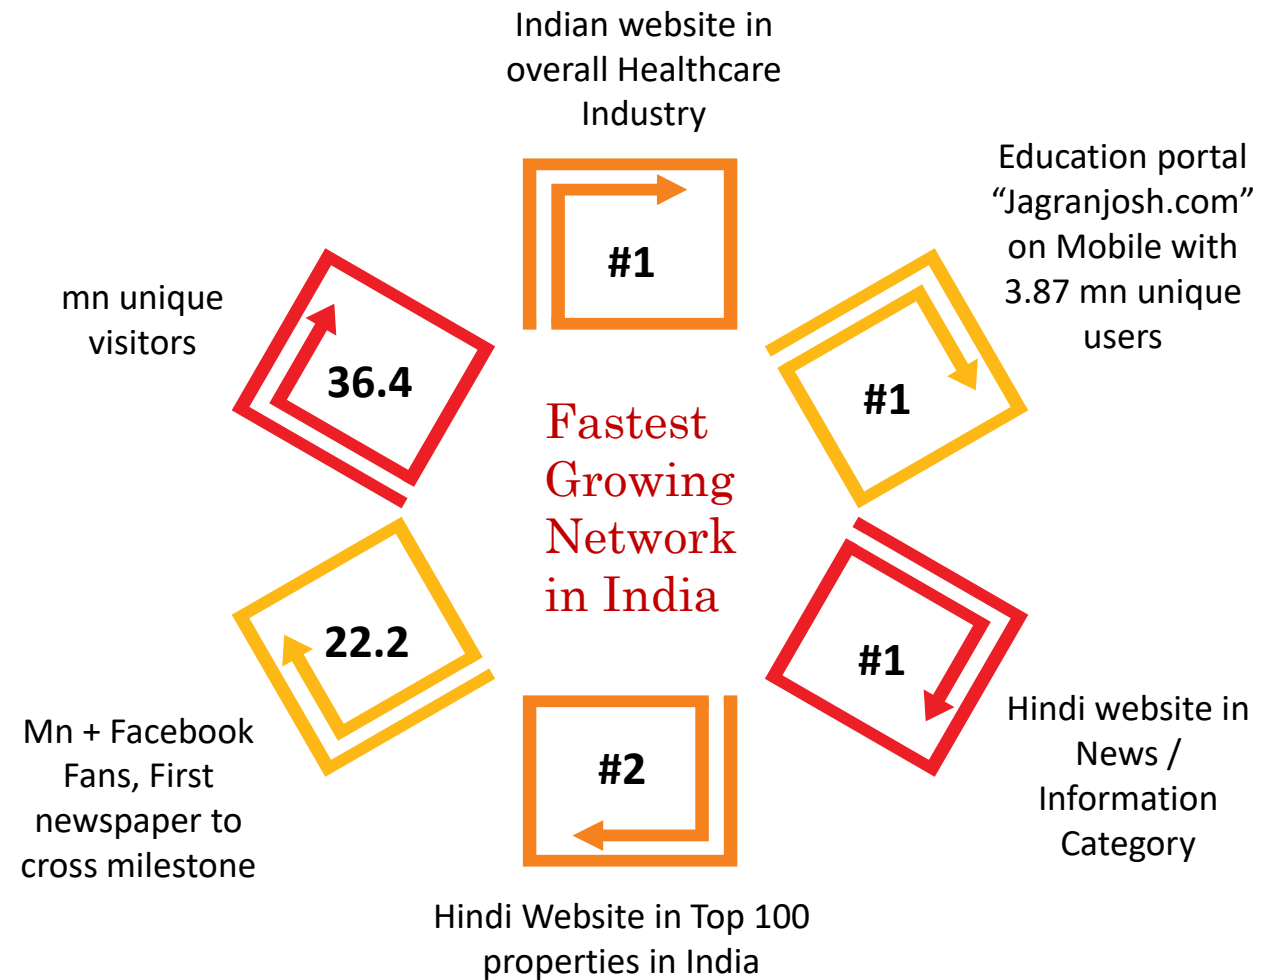 Indian website in
overall Healthcare
Industry
#1
Education portal
“Jagranjosh.com”
on Mobile with
3.87 mn unique
users
#1
mn unique
visitors
36.4
Fastest
Growing
Network
in India
#1
Hindi website in
News /
Information
Category
22.2
Mn + Facebook
Fans, First
newspaper to
cross milestone
#2
Hindi Website in Top 100
properties in India